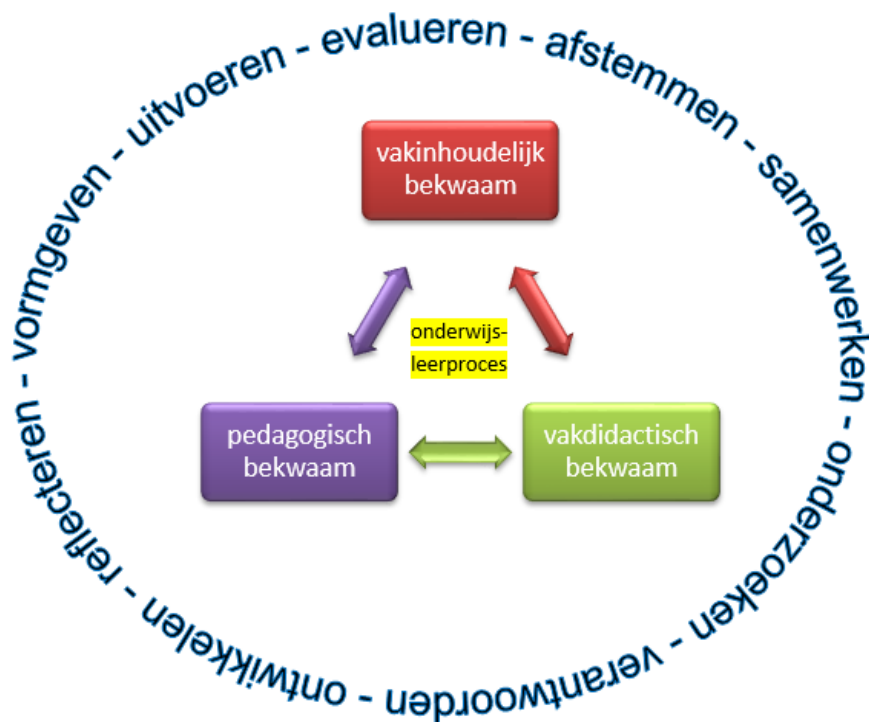 vormgeven - uitvoeren - evalueren - afstemmen - samenwerken - onderzoeken - verantwoorden - ontwikkelen - reflecteren -
vakinhoudelijk
bekwaam
onderwijs-
leerproces
pedagogisch
bekwaam
vakdidactisch
bekwaam